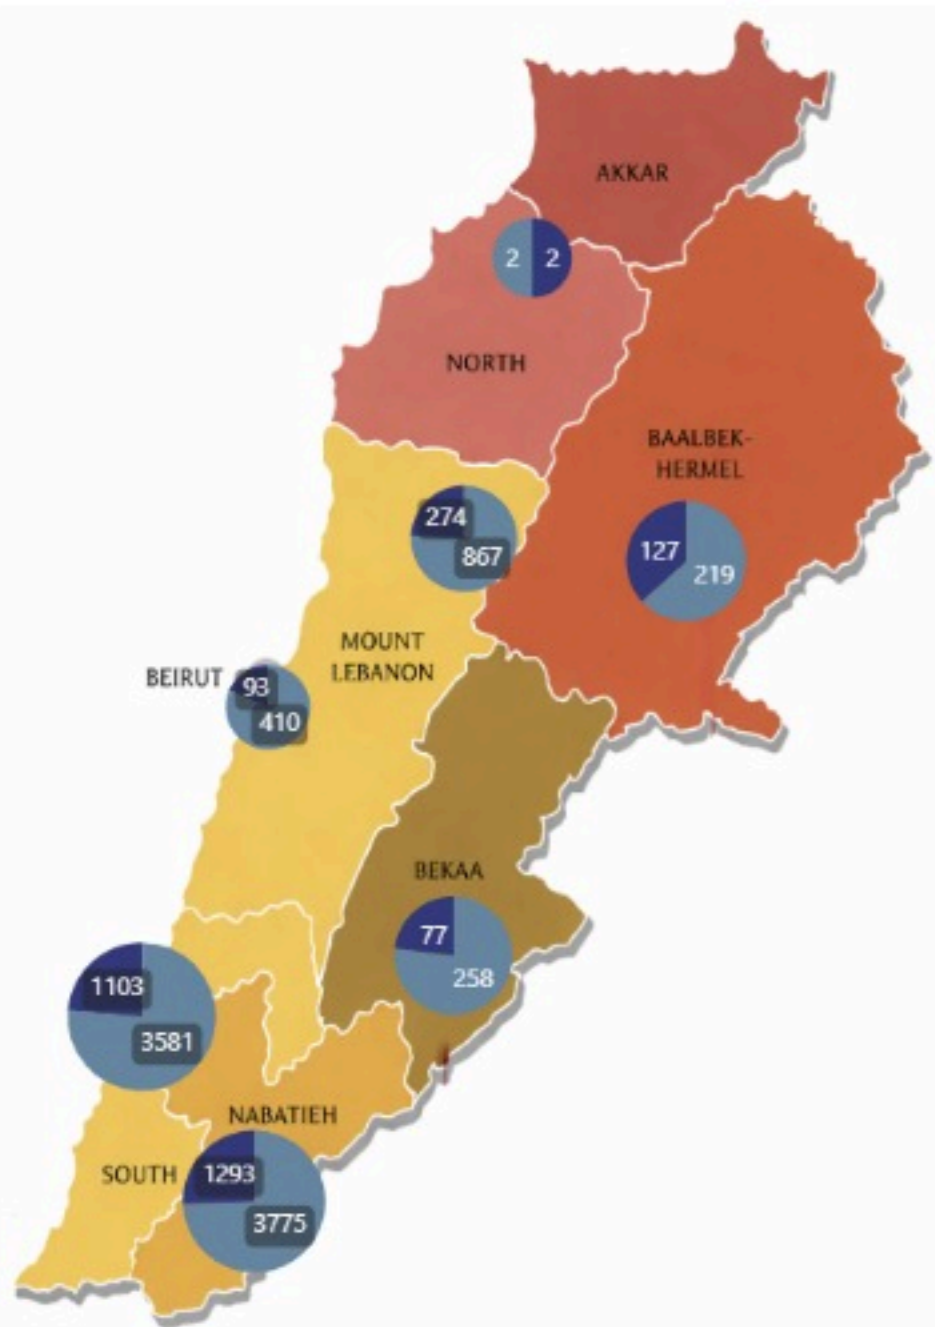 AKKAR
2 2
NORTH
BAALBEK-
HERMEL
274
867
127
219
MOUNT
LEBANON
BEIRUT
93
410
BEKAA
77
258
1103
3581
NABATIEH
SOUTH
1293
3775